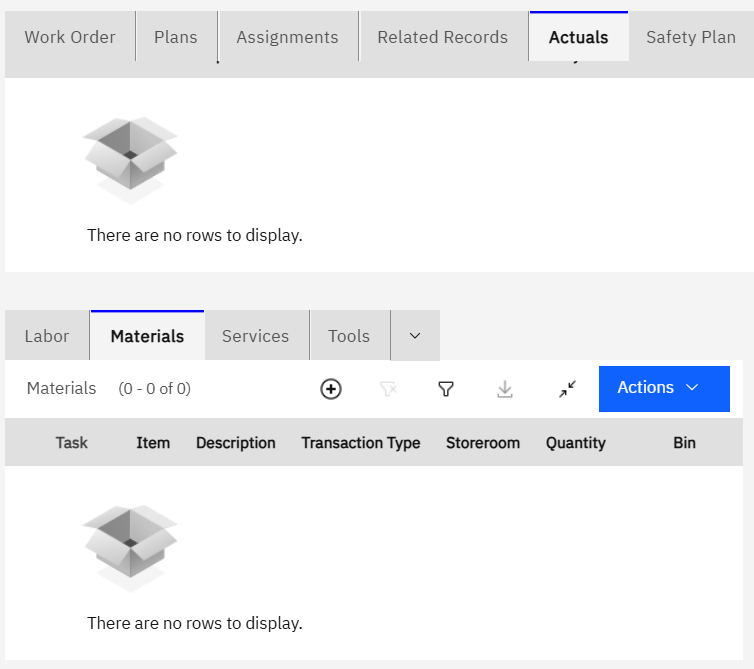 Work Order Plans Assignments Related Records Actuals Safety Plan
There are no rows to display.
Labor Materials Services Tools
Materials (0 - 0 of 0) Actions
Task Item Description Transaction Type Storeroom Quantity Bin
There are no rows to display.